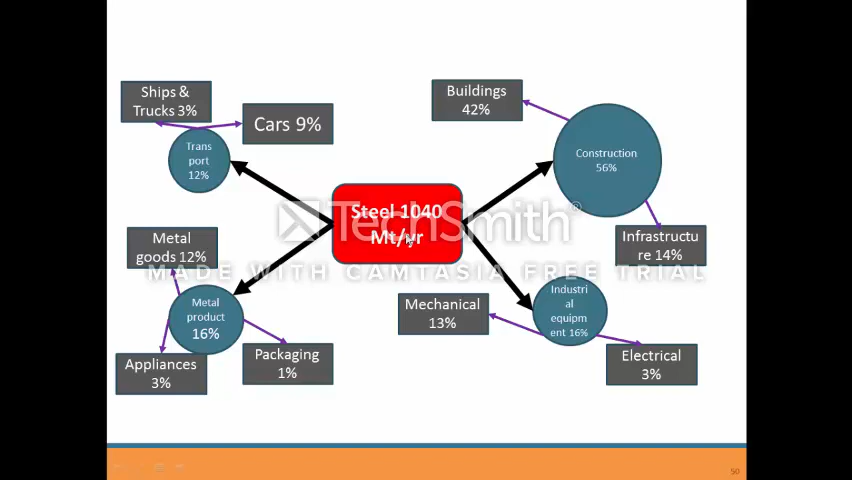 Ships &
Trucks 3%
Cars 9%
Trans
port
12%
Buildings
42%
Construction
56%
Steel 1040
Mt/yr
TechSmith®
MADE WITH CAMTASIA FREE TRIAL
Infrastructu
re 14%
Metal
goods 12%
Metal
product
16%
Appliances
3%
Packaging
1%
Mechanical
13%
Industri
al
equipm
ent 16%
Electrical
3%
50